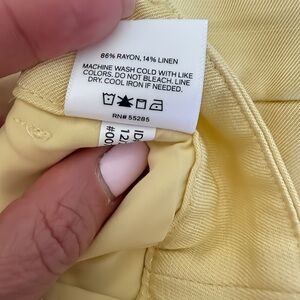 86% RAYON, 14% LINEN
MACHINE WASH COLD WITH LIKE
COLORS. DO NOT BLEACH. LINE
DRY. COOL IRON IF NEEDED.
RN# 55285